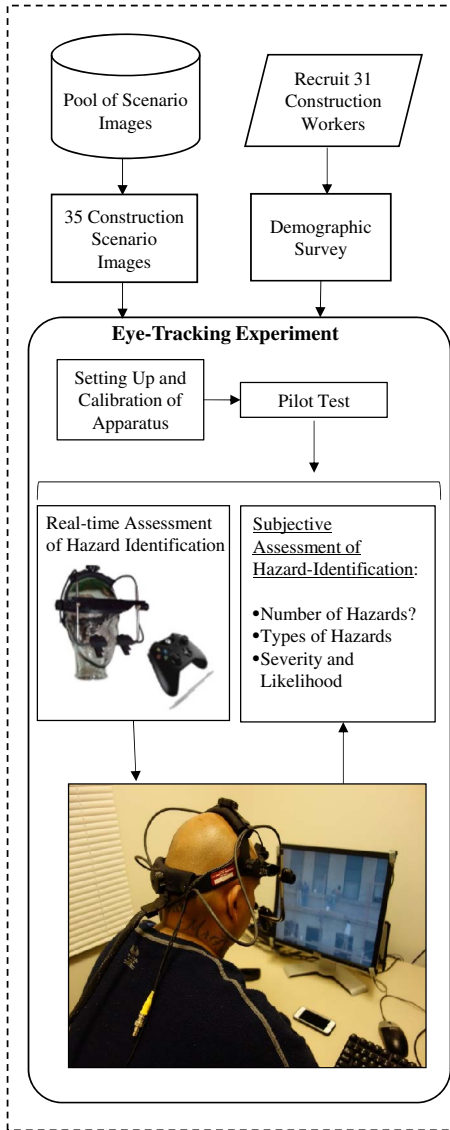 Pool of Scenario
Images
Recruit 31
Construction
Workers
35 Construction
Scenario
Images
Demographic
Survey
Eye-Tracking Experiment
Setting Up and
Calibration of
Apparatus
Pilot Test
Real-time Assessment
of Hazard Identification
Subjective
Assessment of
Hazard-Identification:
•Number of Hazards?
•Types of Hazards
•Severity and
Likelihood